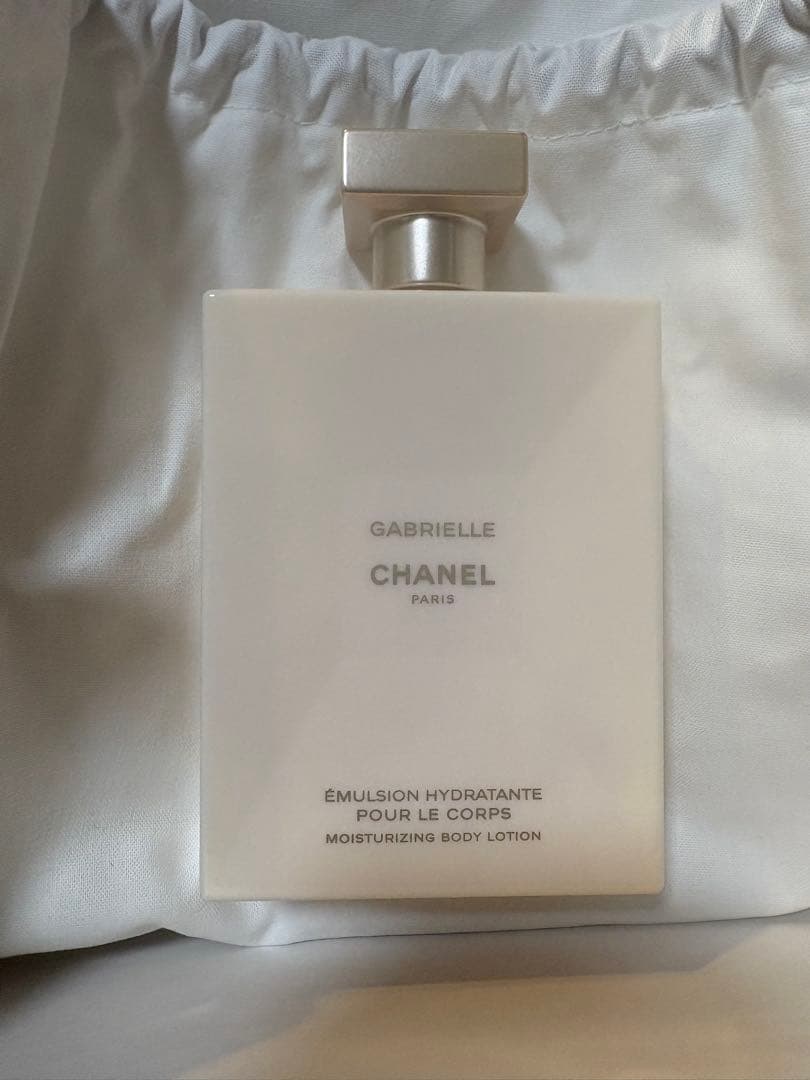 GABRIELLE
CHANEL
PARIS
ÉMULSION HYDRATANTE
POUR LE CORPS
MOISTURIZING BODY LOTION